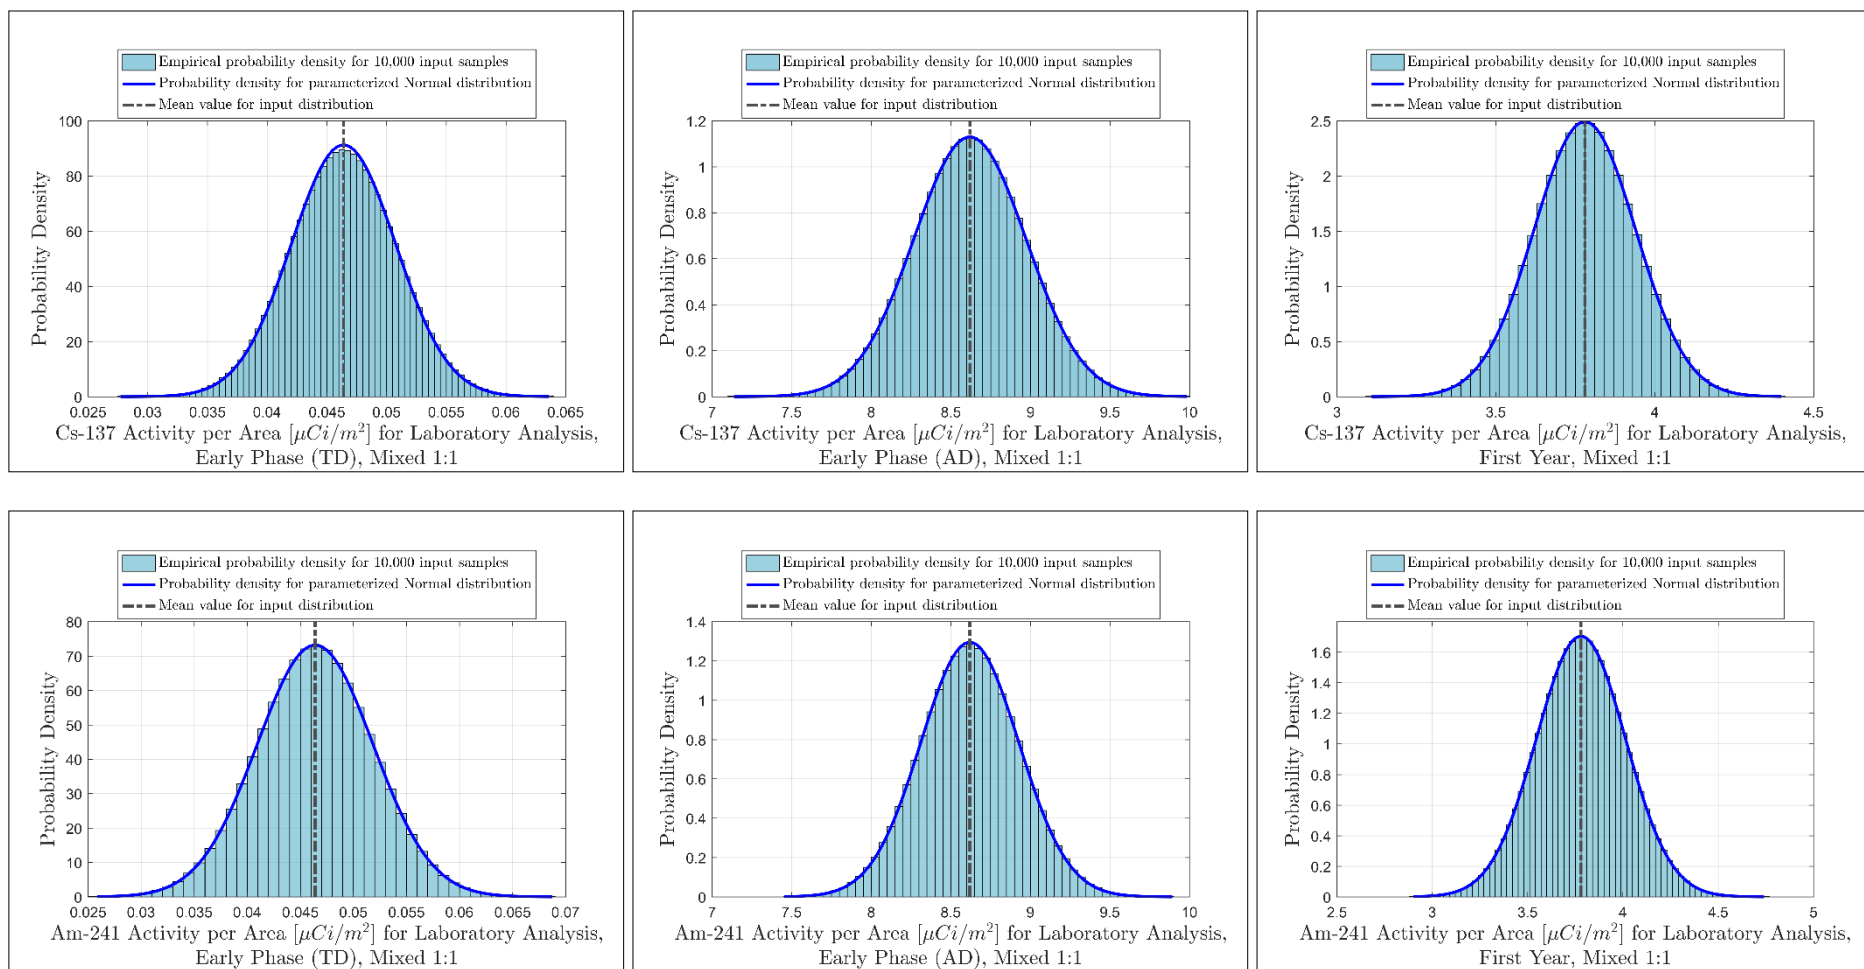 Empirical probability density for 10,000 input samples
Probability density for parameterized Normal distribution
Mean value for input distribution
100
80
60
40
20
0
Probability Density
0.025 0.03 0.035 0.04 0.045 0.05 0.055 0.06 0.065
Cs-137 Activity per Area [μCi/m²] for Laboratory Analysis,
Early Phase (TD), Mixed 1:1
Empirical probability density for 10,000 input samples
Probability density for parameterized Normal distribution
Mean value for input distribution
1.2
1
0.8
0.6
0.4
0.2
0
Probability Density
7 7.5 8 8.5 9 9.5 10
Cs-137 Activity per Area [μCi/m²] for Laboratory Analysis,
Early Phase (AD), Mixed 1:1
Empirical probability density for 10,000 input samples
Probability density for parameterized Normal distribution
Mean value for input distribution
2.5
2
1.5
1
0.5
0
Probability Density
3 3.5 4 4.5
Cs-137 Activity per Area [μCi/m²] for Laboratory Analysis,
First Year, Mixed 1:1
Empirical probability density for 10,000 input samples
Probability density for parameterized Normal distribution
Mean value for input distribution
80
70
60
50
40
30
20
10
0
Probability Density
0.025 0.03 0.035 0.04 0.045 0.05 0.055 0.06 0.065 0.07
Am-241 Activity per Area [μCi/m²] for Laboratory Analysis,
Early Phase (TD), Mixed 1:1
Empirical probability density for 10,000 input samples
Probability density for parameterized Normal distribution
Mean value for input distribution
1.4
1.2
1
0.8
0.6
0.4
0.2
0
Probability Density
7 7.5 8 8.5 9 9.5 10
Am-241 Activity per Area [μCi/m²] for Laboratory Analysis,
Early Phase (AD), Mixed 1:1
Empirical probability density for 10,000 input samples
Probability density for parameterized Normal distribution
Mean value for input distribution
1.6
1.4
1.2
1
0.8
0.6
0.4
0.2
0
Probability Density
2.5 3 3.5 4 4.5 5
Am-241 Activity per Area [μCi/m²] for Laboratory Analysis,
First Year, Mixed 1:1